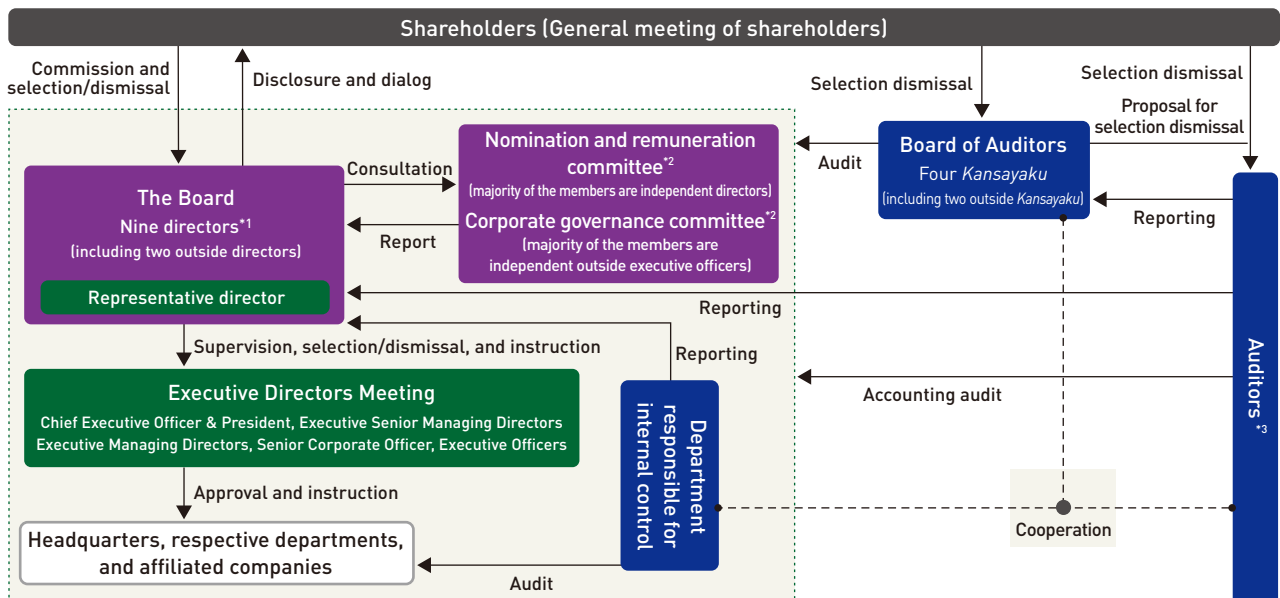 Shareholders (General meeting of shareholders)
Commission and
selection/dismissal
Disclosure and dialog
Selection dismissal
Selection dismissal
Proposal for
selection dismissal
Nomination and remuneration
committee*2
(majority of the members are independent directors)
Corporate governance committee*2
(majority of the members are
independent outside executive officers)
Audit
Board of Auditors
Four Kansayaku
(including two outside Kansayaku)
Consultation
Report
Reporting
The Board
Nine directors*1
(including two outside directors)
Representative director
Reporting
Supervision, selection/dismissal, and instruction
Reporting
Executive Directors Meeting
Chief Executive Officer & President, Executive Senior Managing Directors
Executive Managing Directors, Senior Corporate Officer, Executive Officers
Department
responsible for
internal control
Accounting audit
Auditors*3
Approval and instruction
Cooperation
Headquarters, respective departments,
and affiliated companies
Audit